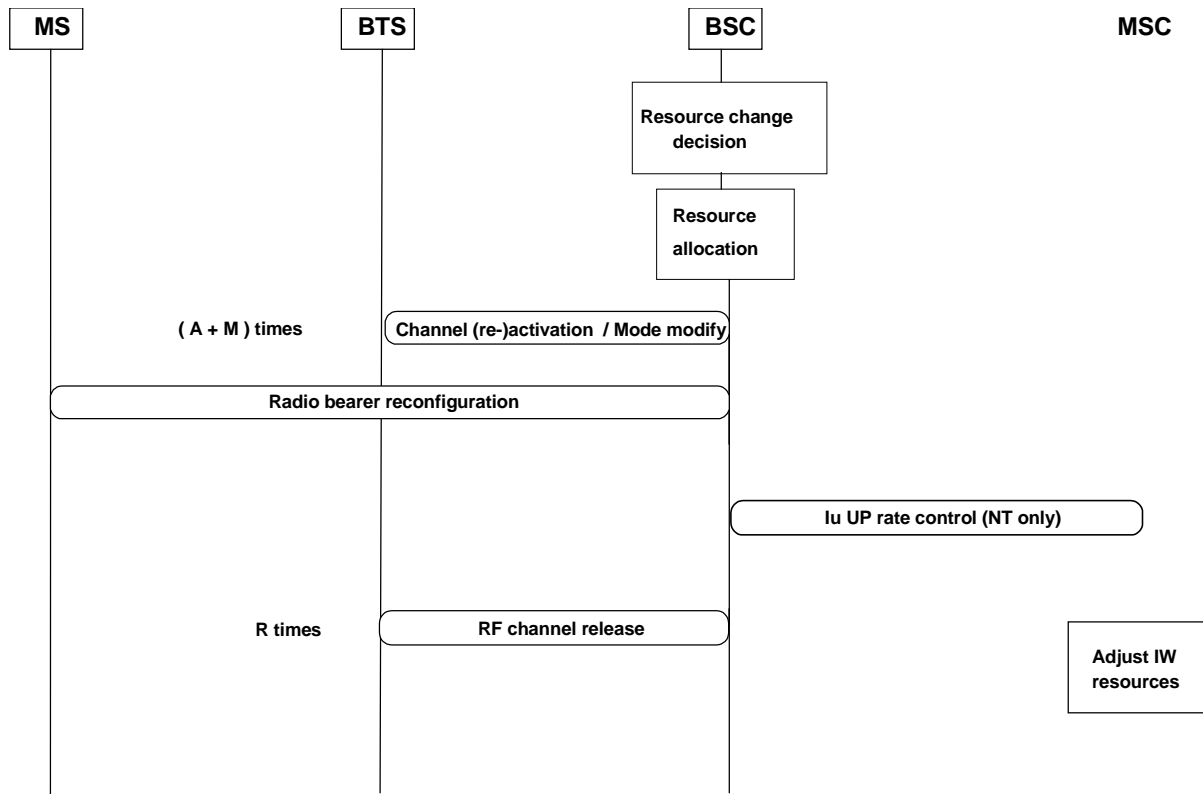 MS
BTS
BSC
MSC
Resource change
decision
Resource
allocation
( A + M ) times
Channel (re-)activation / Mode modify
Radio bearer reconfiguration
Iu UP rate control (NT only)
R times
RF channel release
Adjust IW
resources